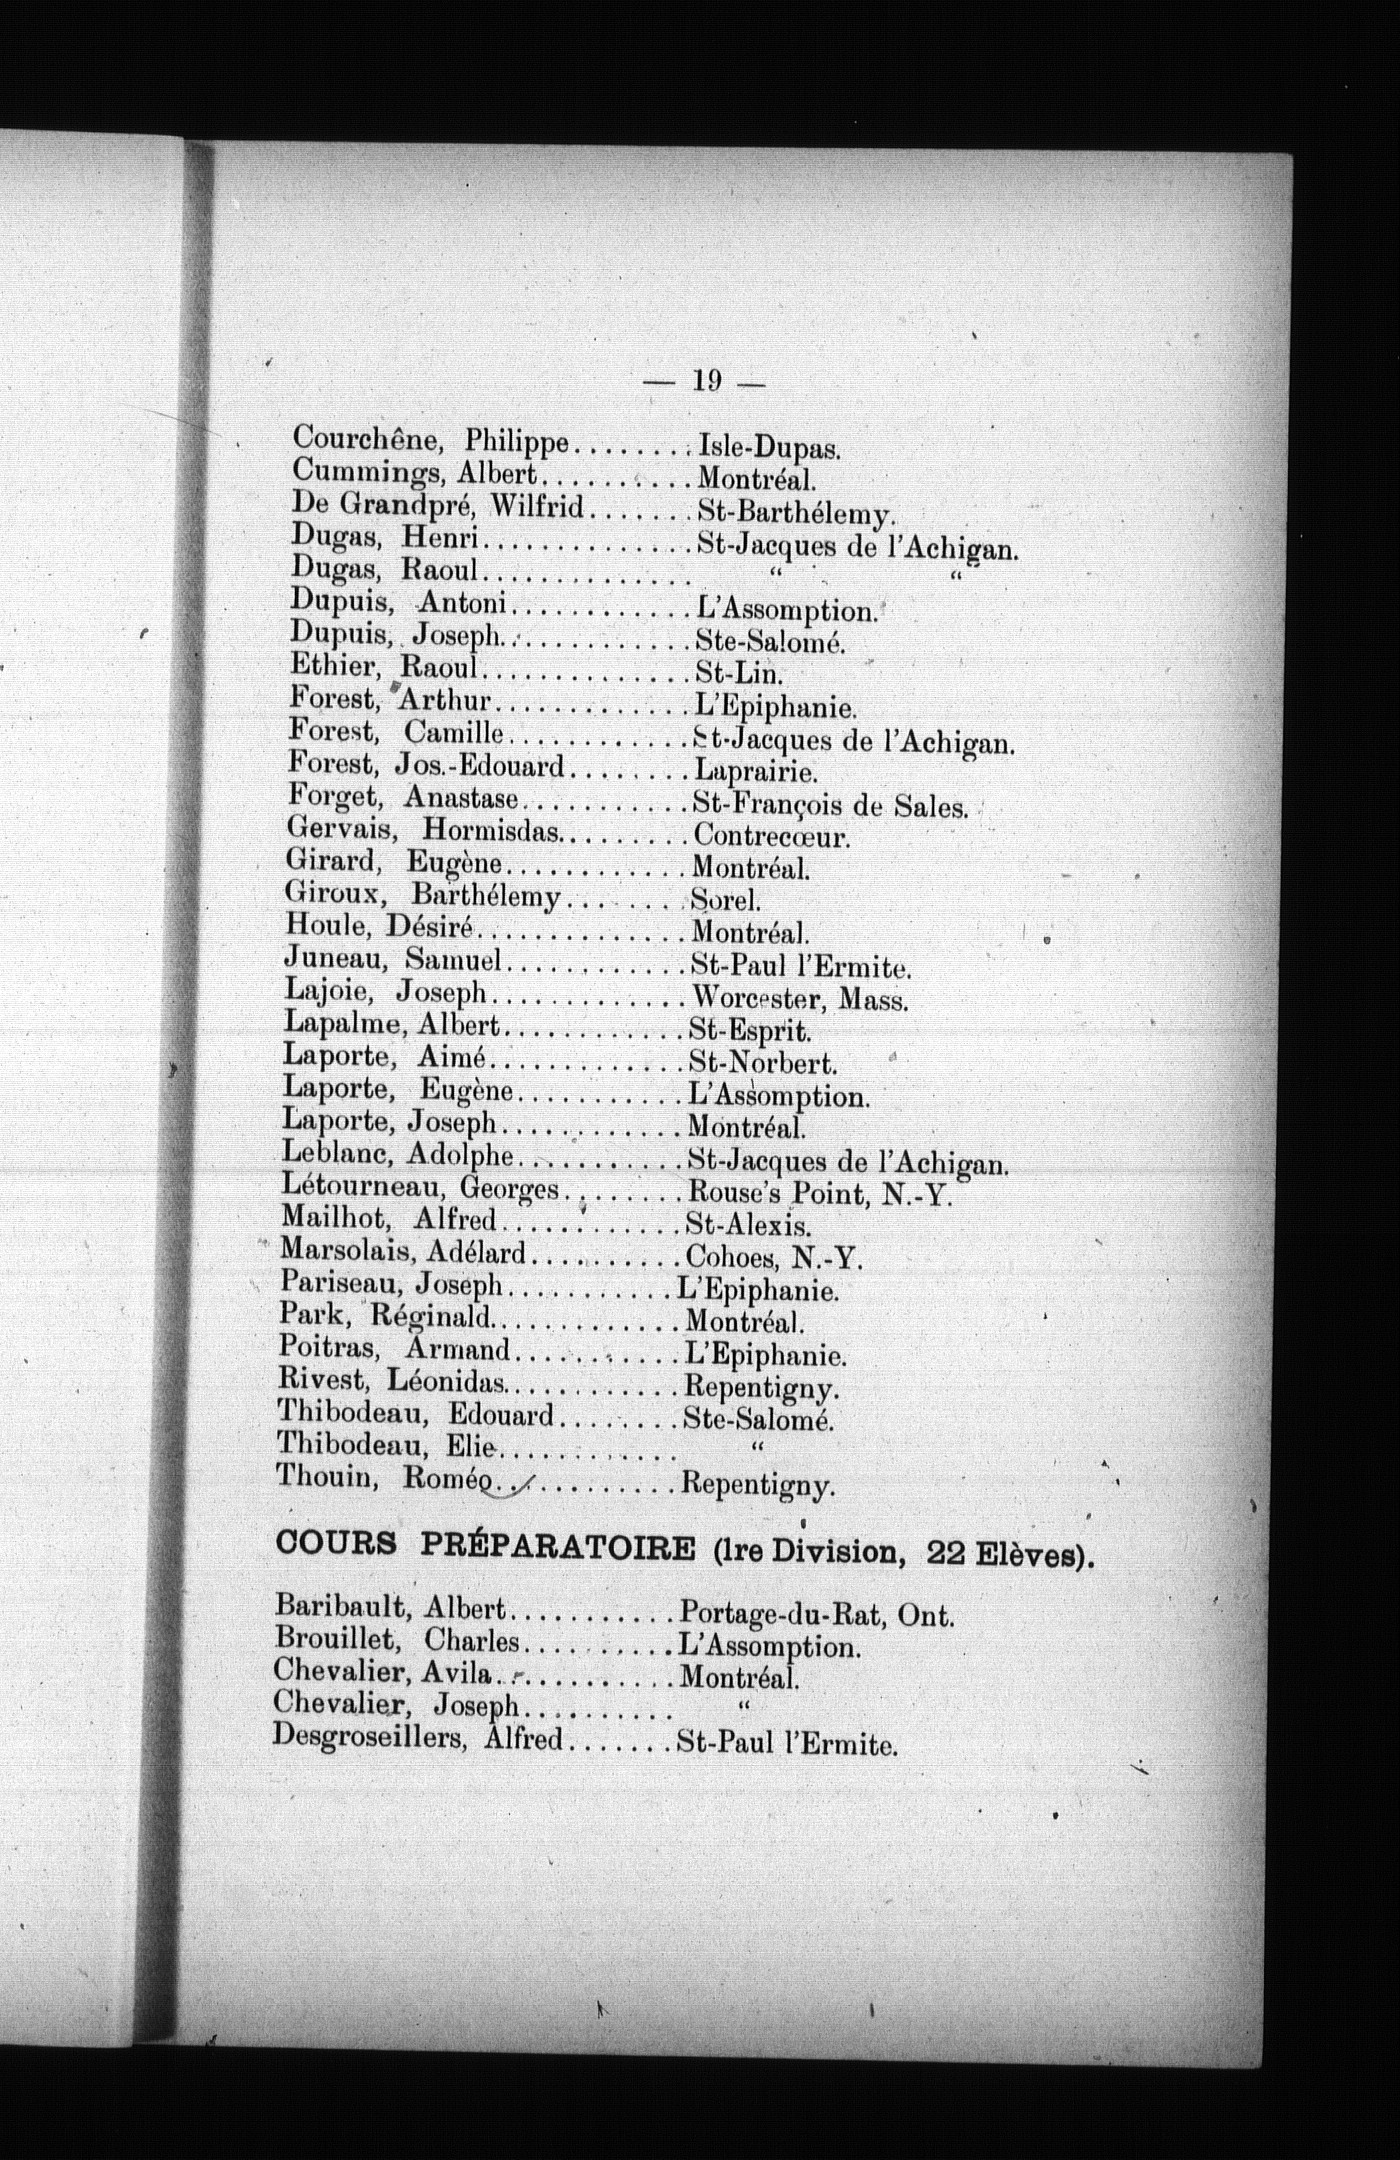 — 19 —
Courchêne, Philippe........Isle-Dupas.
Cummings, Albert..........Montréal.
De Grandpré, Wilfrid.......St-Barthélemy.
Dugas, Henri..............St-Jacques de l'Achigan.
Dugas, Raoul.............. “ “
Dupuis, Antoni............L'Assomption.
Dupuis, Joseph............Ste-Salomé.
Ethier, Raoul..............St-Lin.
Forest, Arthur.............L'Epiphanie.
Forest, Camille............St-Jacques de l'Achigan.
Forest, Jos.-Edouard........Laprairie.
Forget, Anastase...........St-François de Sales.
Gervais, Hormisdas.........Contrecœur.
Girard, Eugène............Montréal.
Giroux, Barthélemy........Sorel.
Houle, Désiré..............Montréal.
Juneau, Samuel............St-Paul l'Ermite.
Lajoie, Joseph.............Worcester, Mass.
Lapalme, Albert............St-Esprit.
Laporte, Aimé.............St-Norbert.
Laporte, Eugène...........L'Assomption.
Laporte, Joseph............Montréal.
Leblanc, Adolphe...........St-Jacques de l'Achigan.
Létourneau, Georges........Rouse's Point, N.-Y.
Mailhot, Alfred............St-Alexis.
Marsolais, Adélard..........Cohoes, N.-Y.
Pariseau, Joseph...........L'Epiphanie.
Park, Réginald.............Montréal.
Poitras, Armand...........L'Epiphanie.
Rivest, Léonidas............Repentigny.
Thibodeau, Edouard........Ste-Salomé.
Thibodeau, Elie............ “
Thouin, Roméo............Repentigny.
COURS PRÉPARATOIRE (1re Division, 22 Elèves).
Baribault, Albert...........Portage-du-Rat, Ont.
Brouillet, Charles..........L'Assomption.
Chevalier, Avila............Montréal.
Chevalier, Joseph.......... “
Desgroseillers, Alfred.......St-Paul l'Ermite.